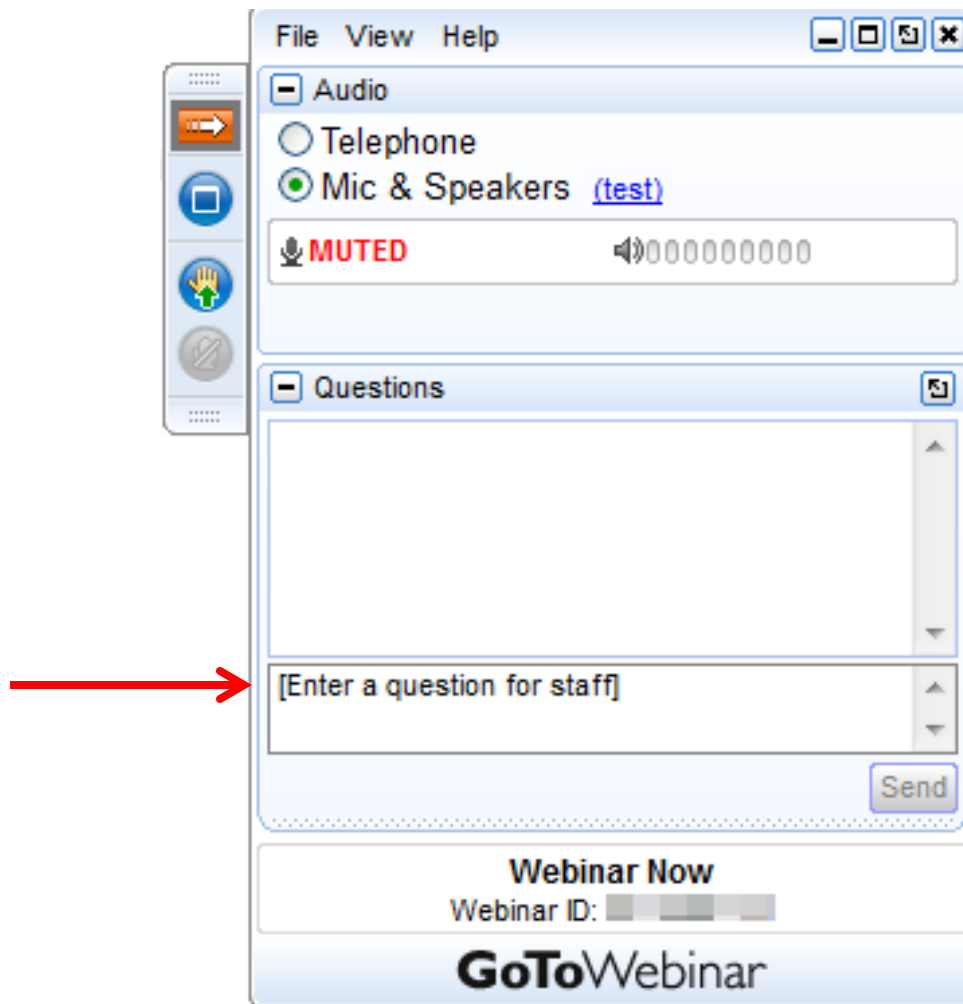 File View Help
Audio
Telephone
Mic & Speakers (test)
MUTED
Questions
[Enter a question for staff]
Send
Webinar Now
Webinar ID:
GoToWebinar